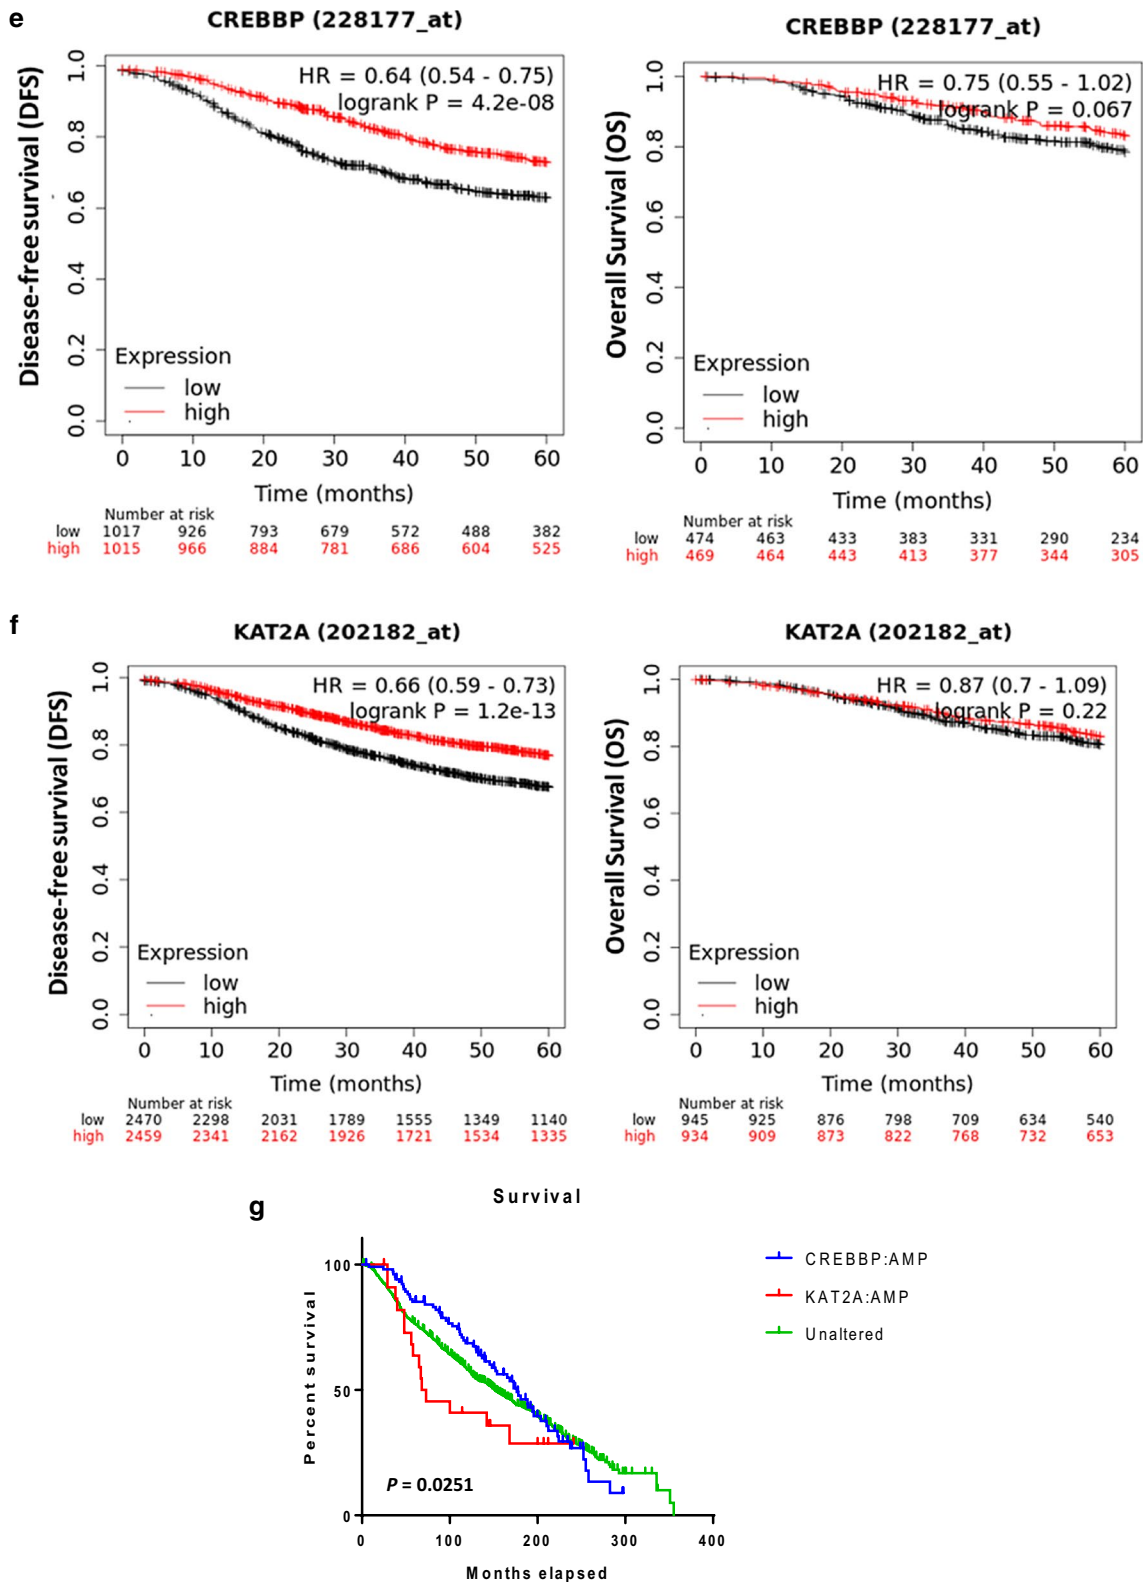 e
CREBBP (228177_at)
Disease-free survival (DFS)
1.0
0.8
0.6
0.4
0.2
0.0
HR = 0.64 (0.54 - 0.75)
logrank P = 4.2e-08
Expression
low
high
0 10 20 30 40 50 60
Time (months)
Number at risk
low 1017 926 793 679 572 488 382
high 1015 966 884 781 686 604 525
CREBBP (228177_at)
Overall Survival (OS)
1.0
0.8
0.6
0.4
0.2
0.0
HR = 0.75 (0.55 - 1.02)
logrank P = 0.067
Expression
low
high
0 10 20 30 40 50 60
Time (months)
Number at risk
low 474 463 433 383 331 290 234
high 469 464 443 413 377 344 305
f
KAT2A (202182_at)
Disease-free survival (DFS)
1.0
0.8
0.6
0.4
0.2
0.0
HR = 0.66 (0.59 - 0.73)
logrank P = 1.2e-13
Expression
low
high
0 10 20 30 40 50 60
Time (months)
Number at risk
low 2470 2298 2031 1789 1555 1349 1140
high 2459 2341 2162 1926 1721 1534 1335
KAT2A (202182_at)
Overall Survival (OS)
1.0
0.8
0.6
0.4
0.2
0.0
HR = 0.87 (0.7 - 1.09)
logrank P = 0.22
Expression
low
high
0 10 20 30 40 50 60
Time (months)
Number at risk
low 945 925 876 798 709 634 540
high 934 909 873 822 768 732 653
g
Survival
Percent survival
100
50
0
P = 0.0251
0 100 200 300 400
Months elapsed
CREBBP:AMP
KAT2A:AMP
Unaltered